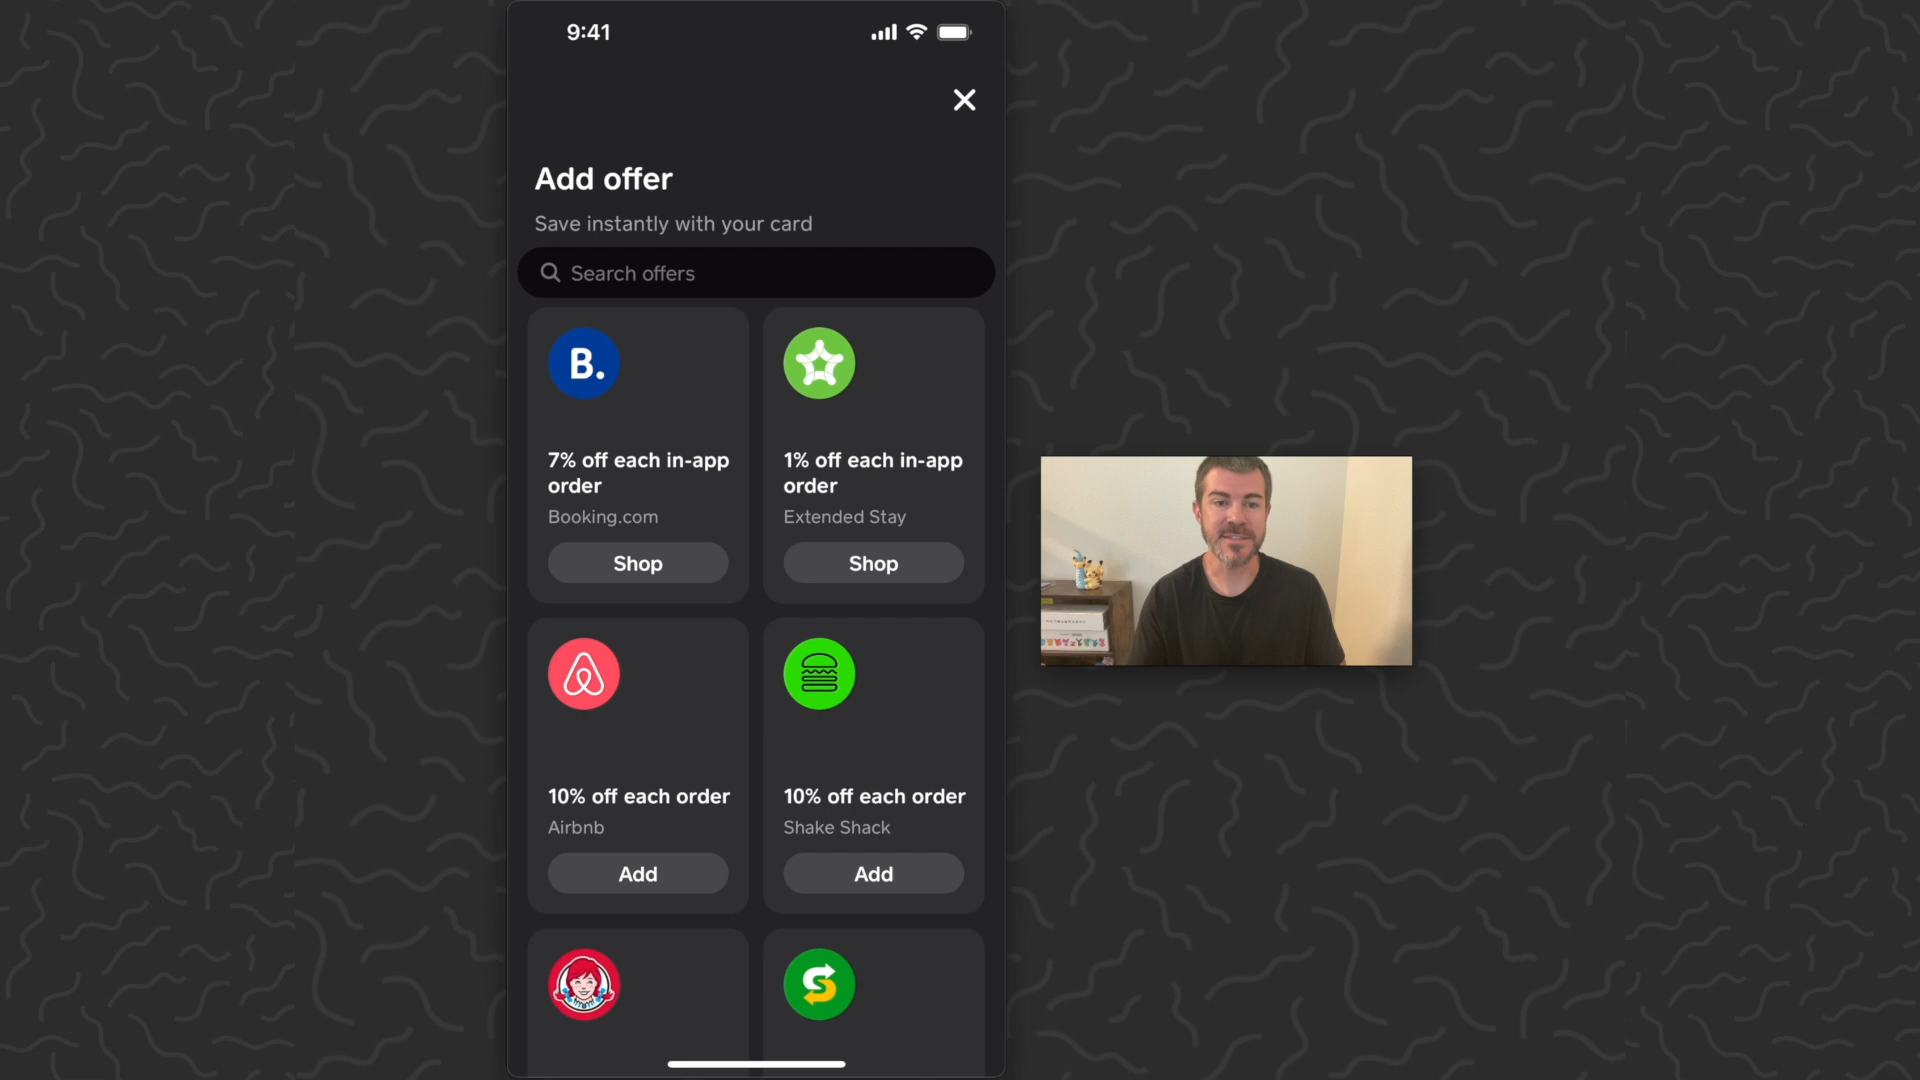 9:41
Add offer
Save instantly with your card
Search offers
B.
7% off each in-app
order
Booking.com
Shop
1% off each in-app
order
Extended Stay
Shop
10% off each order
Airbnb
Add
10% off each order
Shake Shack
Add
S